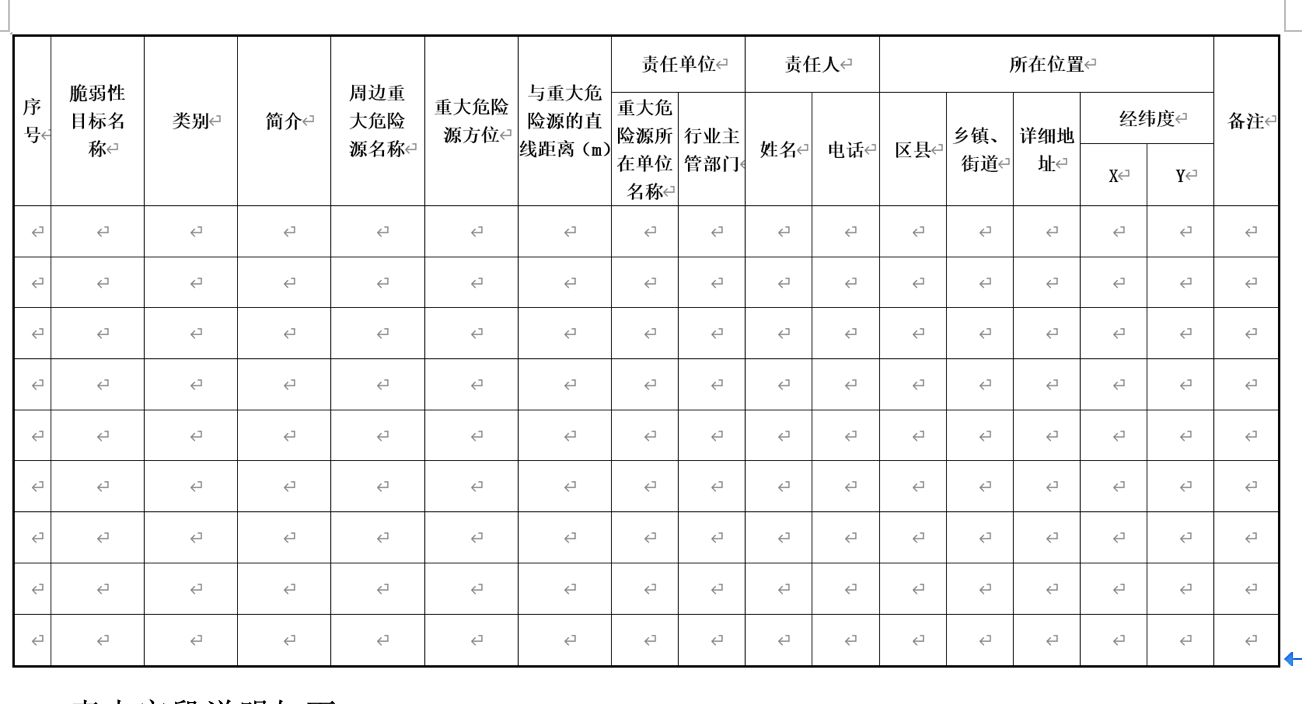 序号
脆弱性目标名称
类别
简介
周边重大危险源名称
重大危险源方位
与重大危险源的直线距离（m）
责任单位
重大危险源所在单位名称
行业主管部门
责任人
姓名
电话
所在位置
区县
乡镇、街道
详细地址
经纬度
X
Y
备注